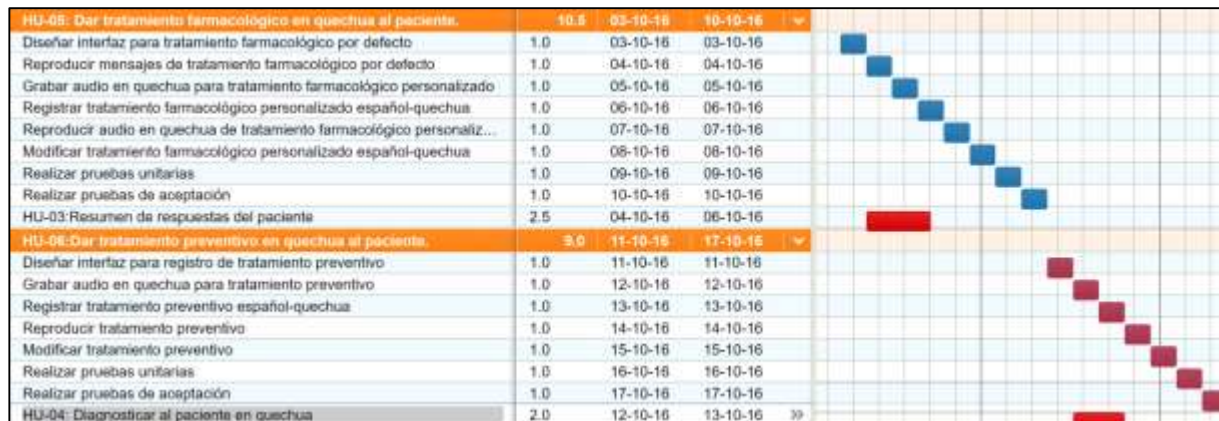 HU-05: Dar tratamiento farmacológico en quechua al paciente. 10.5 03-10-16 10-10-16
Diseñar interfaz para tratamiento farmacológico por defecto 1.0 03-10-16 03-10-16
Reproducir mensajes de tratamiento farmacológico por defecto 1.0 04-10-16 04-10-16
Grabar audio en quechua para tratamiento farmacológico personalizado 1.0 05-10-16 05-10-16
Registrar tratamiento farmacológico personalizado español-quechua 1.0 06-10-16 06-10-16
Reproducir audio en quechua de tratamiento farmacológico personaliz... 1.0 07-10-16 07-10-16
Modificar tratamiento farmacológico personalizado español-quechua 1.0 08-10-16 08-10-16
Realizar pruebas unitarias 1.0 09-10-16 09-10-16
Realizar pruebas de aceptación 1.0 10-10-16 10-10-16
HU-03:Resumen de respuestas del paciente 2.5 04-10-16 06-10-16
HU-06:Dar tratamiento preventivo en quechua al paciente. 9.0 11-10-16 17-10-16
Diseñar interfaz para registro de tratamiento preventivo 1.0 11-10-16 11-10-16
Grabar audio en quechua para tratamiento preventivo 1.0 12-10-16 12-10-16
Registrar tratamiento preventivo español-quechua 1.0 13-10-16 13-10-16
Reproducir tratamiento preventivo 1.0 14-10-16 14-10-16
Modificar tratamiento preventivo 1.0 15-10-16 15-10-16
Realizar pruebas unitarias 1.0 16-10-16 16-10-16
Realizar pruebas de aceptación 1.0 17-10-16 17-10-16
HU-04: Diagnosticar al paciente en quechua 2.0 12-10-16 13-10-16 »